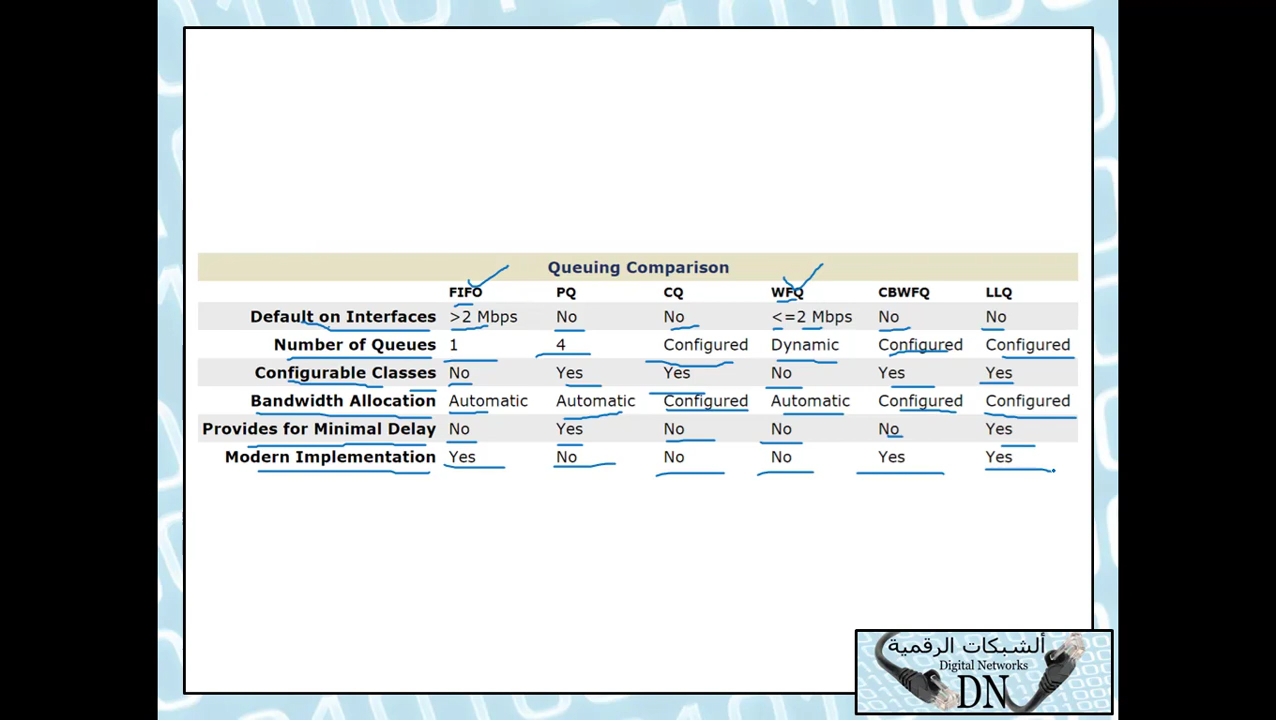 Queuing Comparison
FIFO PQ CQ WFQ CBWFQ LLQ
Default on Interfaces >2 Mbps No No <=2 Mbps No No
Number of Queues 1 4 Configured Dynamic Configured Configured
Configurable Classes No Yes Yes No Yes Yes
Bandwidth Allocation Automatic Automatic Configured Automatic Configured Configured
Provides for Minimal Delay No Yes No No No Yes
Modern Implementation Yes No No No Yes Yes
ألشبكات الرقمية
Digital Networks
DN